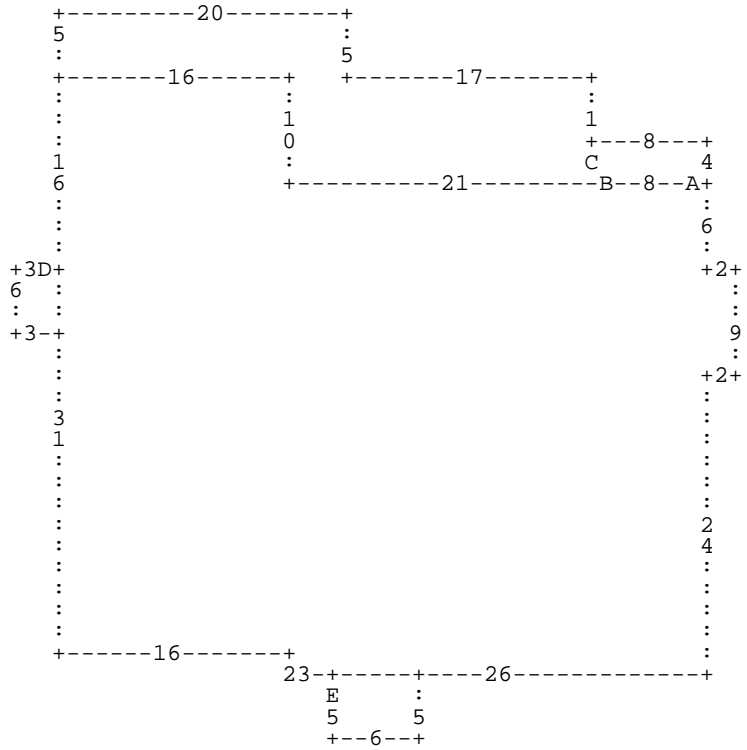 +---------20--------+
5                   :
:                   5
+-------16------+   +-------17-------+
:               :                    :
:               1                    1
:               0                    +---8---+
1               :                    C       4
6               +----------21---------B--8--A+
:                                            :
:                                            6
:                                            :
+3D+                                            +2+
6  :                                              :
:  :                                              :
+3-+                                              9
:                                              :
:                                            +2+
:                                            :
3                                            :
1                                            :
:                                            :
:                                            :
:                                            :
:                                            2
:                                            4
:                                            :
:                                            :
:                                            :
:                                            :
+------16-------+                            :
23-+-----+----26-------------+
E     :
5     5
+--6--+